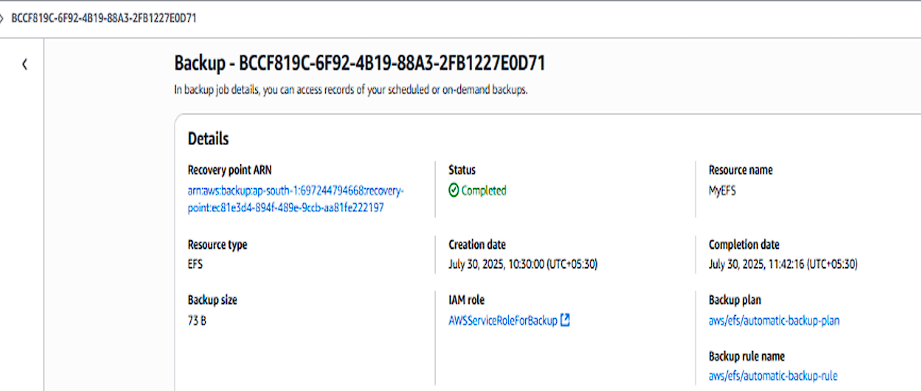 BCCF819C-6F92-4B19-88A3-2FB1227E0D71
Backup - BCCF819C-6F92-4B19-88A3-2FB1227E0D71
In backup job details, you can access records of your scheduled or on-demand backups.
Details
Recovery point ARN
arn:aws:backup:ap-south-1:697244794668:recovery-
point:ec81e3d4-894f-489e-9ccb-aa81fe222197
Status
Completed
Resource name
MyEFS
Resource type
EFS
Creation date
July 30, 2025, 10:30:00 (UTC+05:30)
Completion date
July 30, 2025, 11:42:16 (UTC+05:30)
Backup size
73 B
IAM role
AWSServiceRoleForBackup
Backup plan
aws/efs/automatic-backup-plan
Backup rule name
aws/efs/automatic-backup-rule